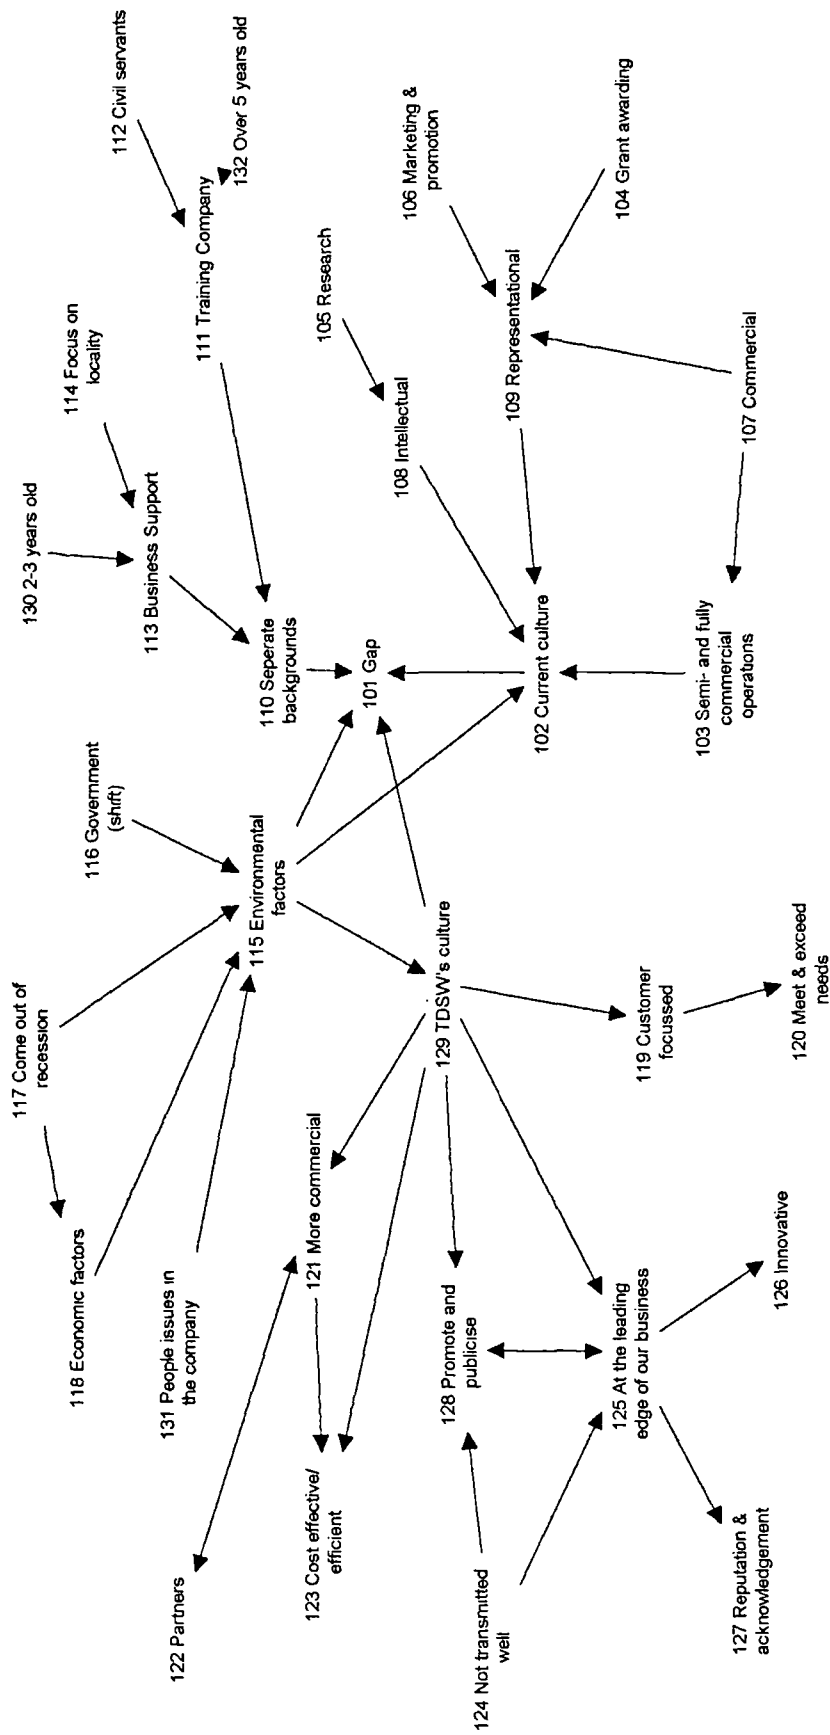 117 Come out of
recession
130 2-3 years old
114 Focus on
locality
118 Economic factors
116 Government
(shift)
112 Civil servants
131 People issues in
the company
113 Business Support
122 Partners
111 Training Company
132 Over 5 years old
115 Environmental
factors
110 Seperate
backgrounds
123 Cost effective/
efficient
121 More commercial
105 Research
101 Gap
108 Intellectual
106 Marketing &
promotion
128 Promote and
publicise
129 TDSW's culture
124 Not transmitted
well
102 Current culture
109 Representational
125 At the leading
edge of our business
119 Customer
focussed
104 Grant awarding
103 Semi- and fully
commercial
operations
127 Reputation &
acknowledgement
107 Commercial
126 Innovative
120 Meet & exceed
needs